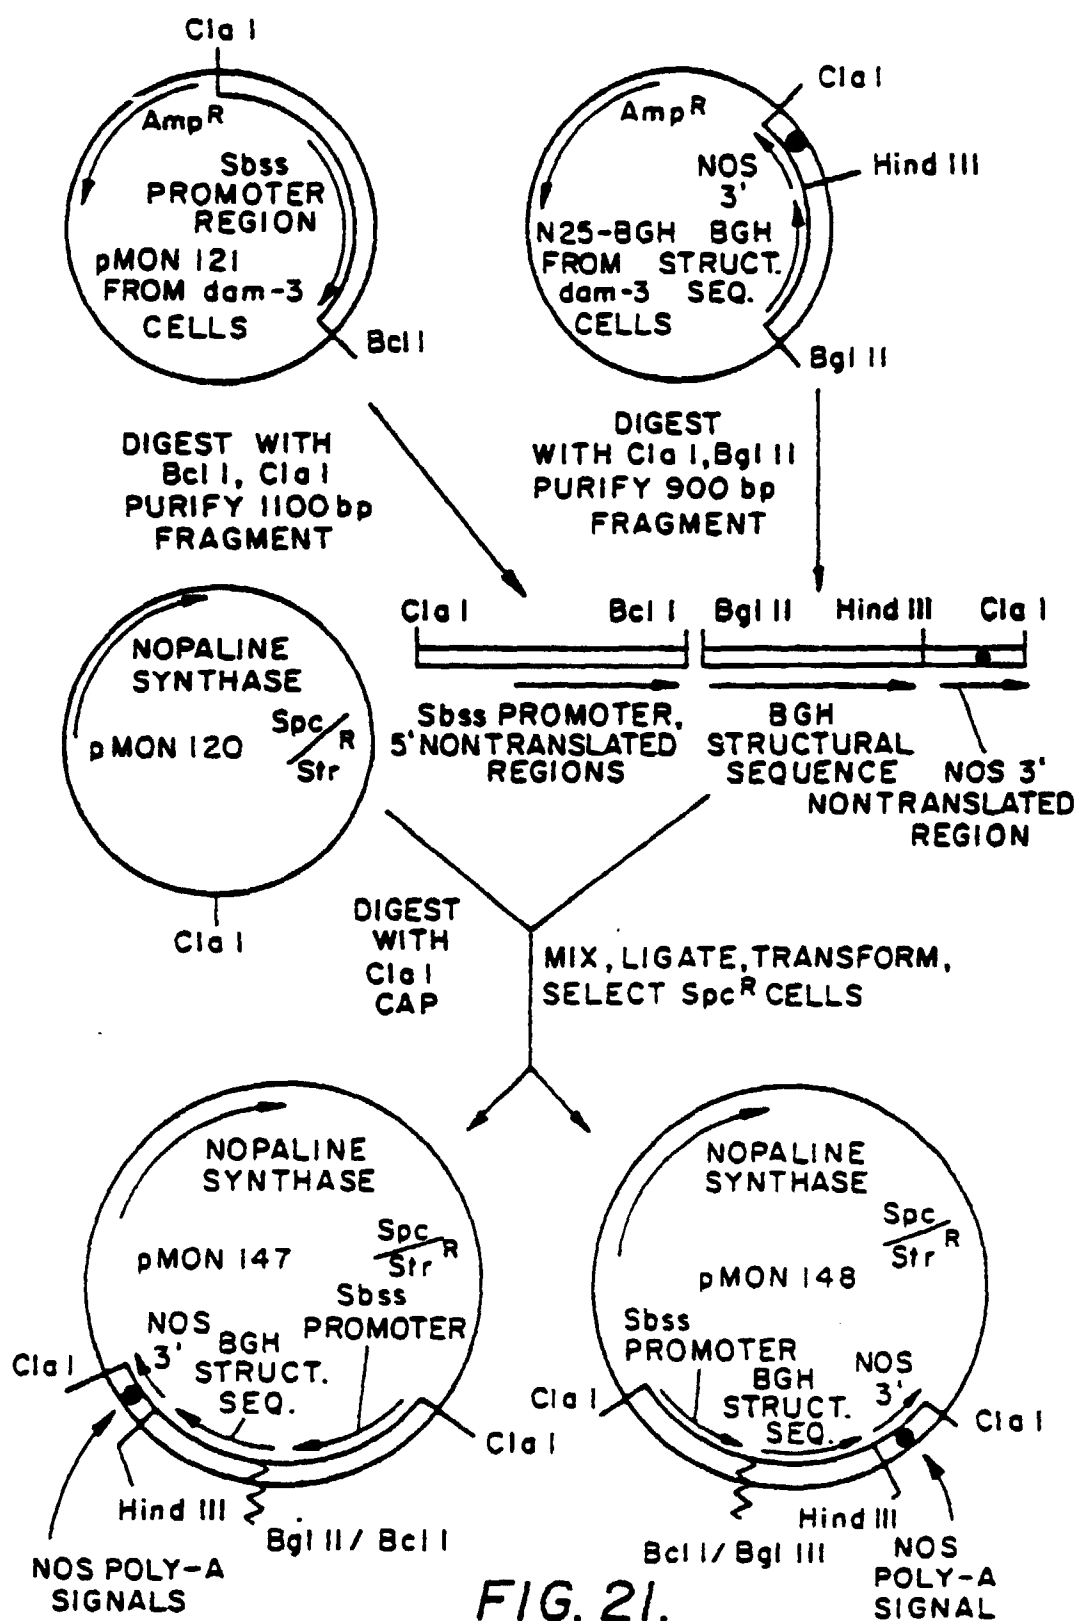 Cla I
Amp R
Sbss
PROMOTER
REGION
pMON 121
FROM dam-3
CELLS
Bcl I
Cla I
Amp R
NOS
3'
Hind III
N25-BGH BGH
FROM STRUCT.
dam-3 SEQ.
CELLS
Bgl II
DIGEST WITH
Bcl I, Cla I
PURIFY 1100 bp
FRAGMENT
DIGEST
WITH Cla I, Bgl II
PURIFY 900 bp
FRAGMENT
NOPALINE
SYNTHASE
pMON 120
Spc
Str
R
Cla I
Cla I Bcl I Bgl II Hind III Cla I
Sbss PROMOTER,
5' NONTRANSLATED
REGIONS
BGH
STRUCTURAL
SEQUENCE
NOS 3'
NONTRANSLATED
REGION
DIGEST
WITH
Cla I
CAP
MIX, LIGATE, TRANSFORM,
SELECT Spc R CELLS
NOPALINE
SYNTHASE
Spc
Str
R
pMON 147
Sbss
PROMOTER
NOS
3'
BGH
STRUCT.
SEQ.
Cla I
Cla I
Hind III
Bgl II / Bcl I
NOS POLY-A
SIGNALS
NOPALINE
SYNTHASE
Spc
Str
R
pMON 148
Sbss
PROMOTER
BGH
STRUCT.
SEQ.
NOS
3'
Cla I
Cla I
Hind III
Bcl I / Bgl III
NOS
POLY-A
SIGNAL
FIG. 21.